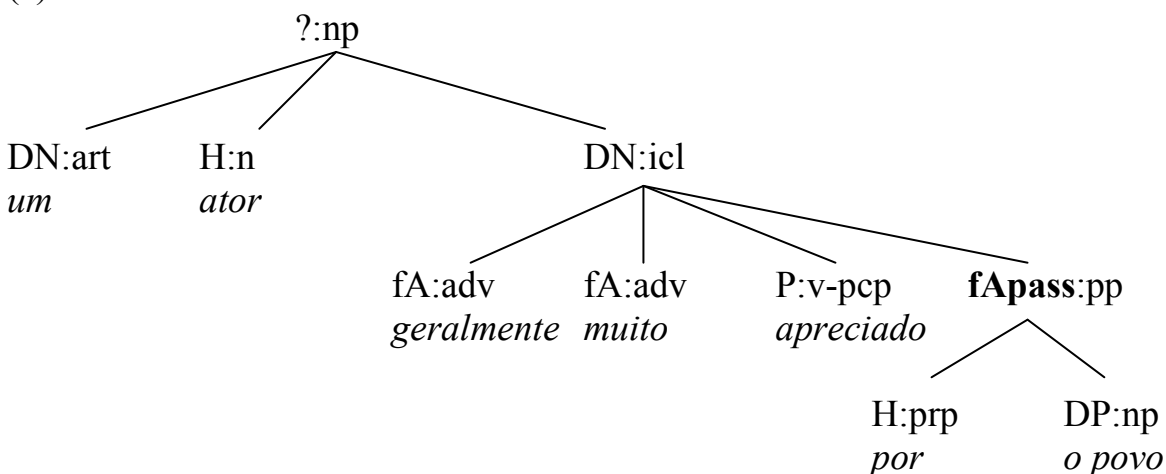 ?:np
DN:art H:n DN:icl
um ator
fA:adv fA:adv P:v-pcp fApass:pp
geralmente muito apreciado
H:prp DP:np
por o povo